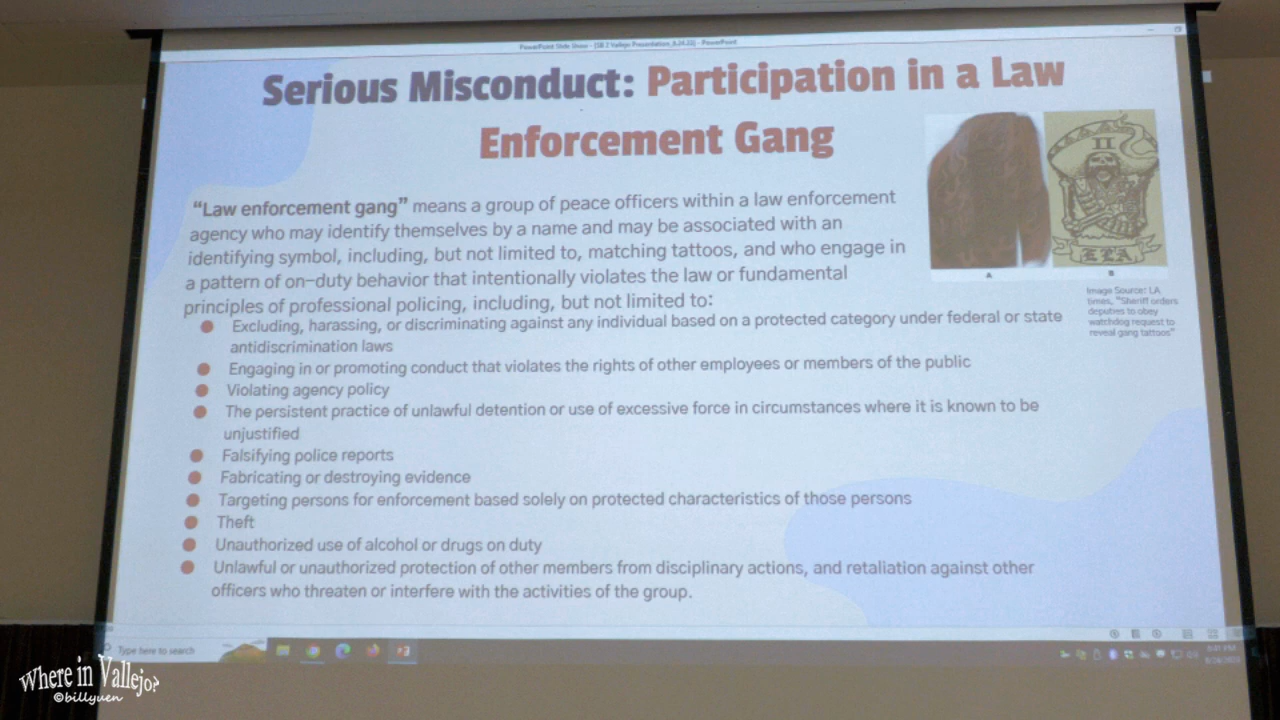 PowerPoint Slide Show - [SB 2 Vallejo Presentation_8.24.23] - PowerPoint
Serious Misconduct: Participation in a Law
Enforcement Gang
“Law enforcement gang” means a group of peace officers within a law enforcement
agency who may identify themselves by a name and may be associated with an
identifying symbol, including, but not limited to, matching tattoos, and who engage in
a pattern of on-duty behavior that intentionally violates the law or fundamental
principles of professional policing, including, but not limited to:
Excluding, harassing, or discriminating against any individual based on a protected category under federal or state
antidiscrimination laws
Engaging in or promoting conduct that violates the rights of other employees or members of the public
Violating agency policy
The persistent practice of unlawful detention or use of excessive force in circumstances where it is known to be
unjustified
Falsifying police reports
Fabricating or destroying evidence
Targeting persons for enforcement based solely on protected characteristics of those persons
Theft
Unauthorized use of alcohol or drugs on duty
Unlawful or unauthorized protection of other members from disciplinary actions, and retaliation against other
officers who threaten or interfere with the activities of the group.
II
ELA
A
B
Image Source: LA
times, "Sheriff orders
deputies to obey
watchdog request to
reveal gang tattoos"
Type here to search
Where in Vallejo?
©billyuen